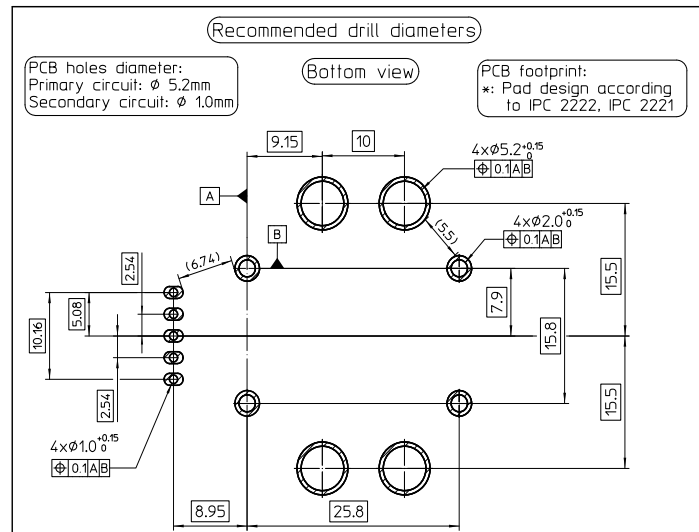 Recommended drill diameters
PCB holes diameter:
Primary circuit: Φ 5.2mm
Secondary circuit: Φ 1.0mm
Bottom view
PCB footprint:
*: Pad design according
to IPC 2222, IPC 2221
9.15
10
4xΦ5.2 +0.15 0
⌖ 0.1 A B
A
4xΦ2.0 +0.15 0
⌖ 0.1 A B
B
(5.5)
(6.74)
2.54
5.08
10.16
2.54
7.9
15.8
15.5
15.5
4xΦ1.0 +0.15 0
⌖ 0.1 A B
8.95
25.8